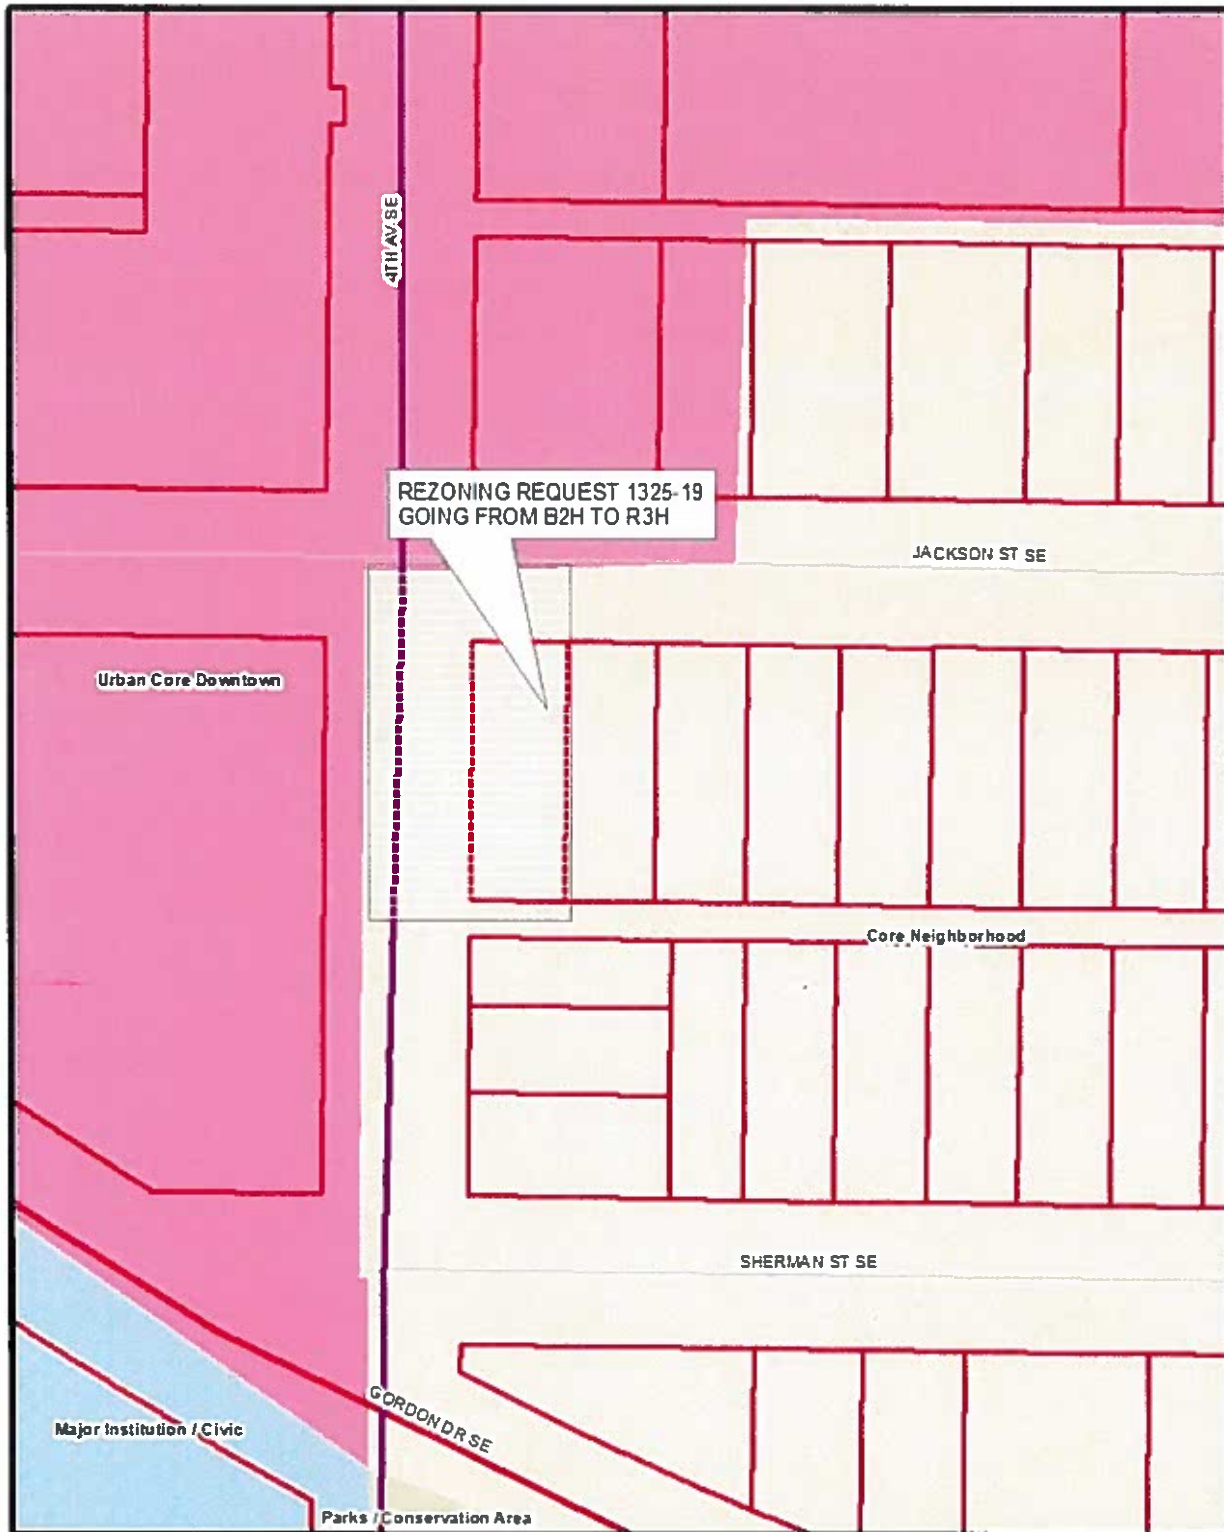 4TH AV SE
REZONING REQUEST 1325-19
GOING FROM B2H TO R3H
JACKSON ST SE
Urban Core Downtown
Core Neighborhood
SHERMAN ST SE
GORDON DR SE
Major Institution / Civic
Parks / Conservation Area